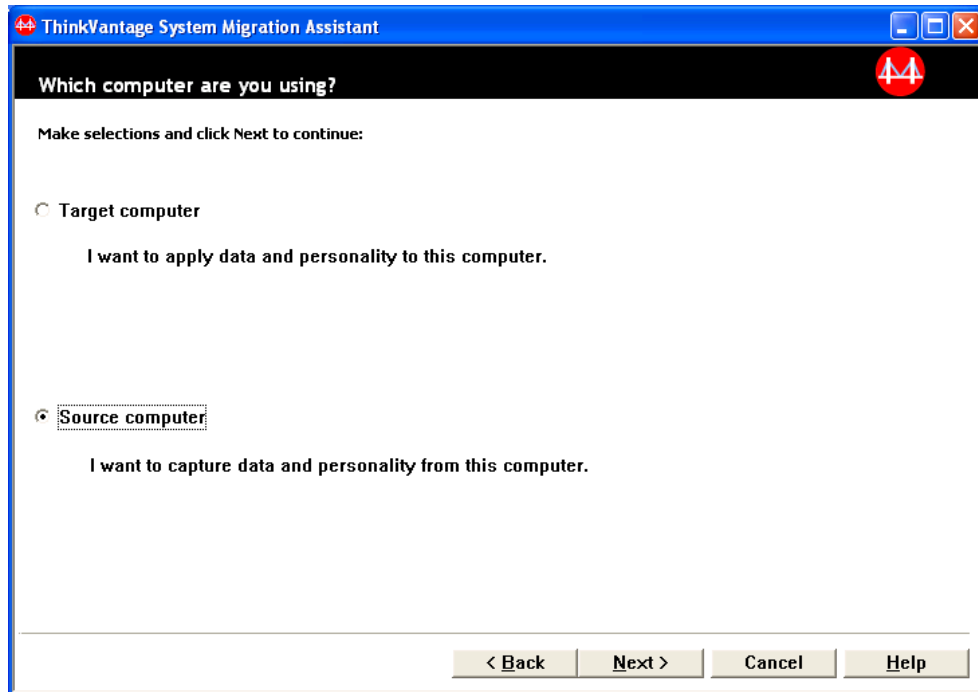 ThinkVantage System Migration Assistant
Which computer are you using?
Make selections and click Next to continue:
Target computer
I want to apply data and personality to this computer.
Source computer
I want to capture data and personality from this computer.
< Back Next > Cancel Help